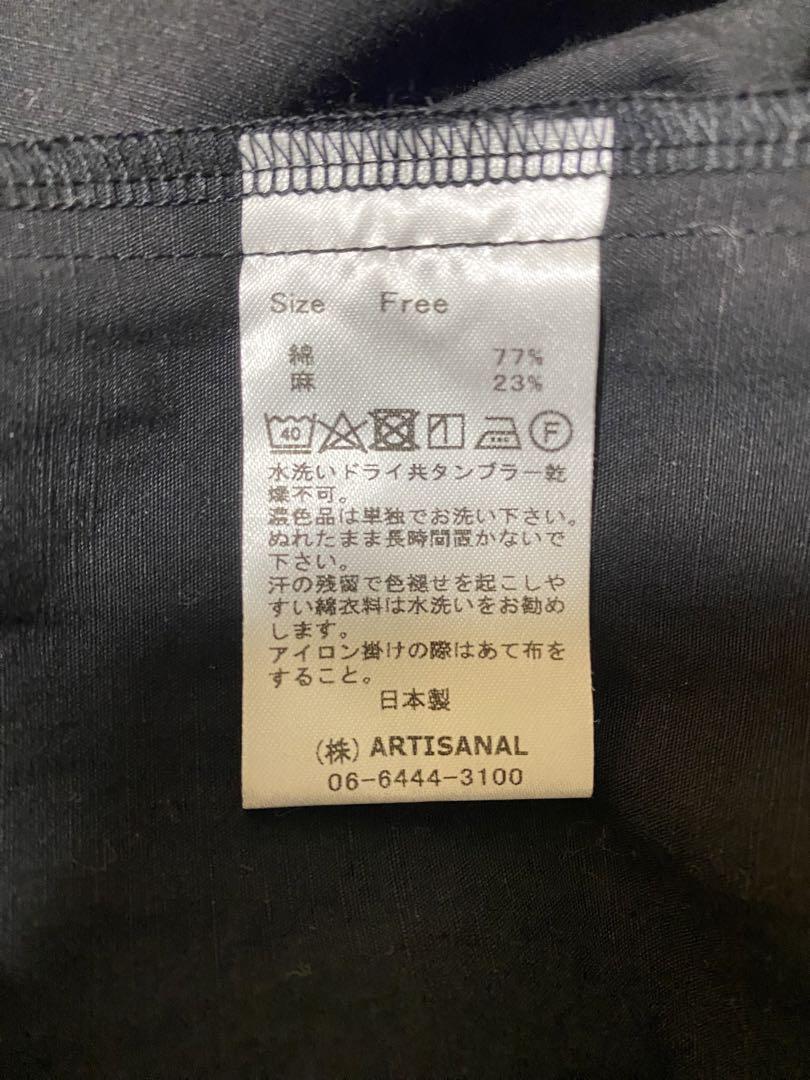 Size Free
綿 77%
麻 23%
40 F
水洗いドライ共タンブラー乾
燥不可。
濃色品は単独でお洗い下さい。
ぬれたまま長時間置かないで
下さい。
汗の残留で色褪せを起こしや
すい綿衣料は水洗いをお勧め
します。
アイロン掛けの際はあて布を
すること。
日本製
(株) ARTISANAL
06-6444-3100